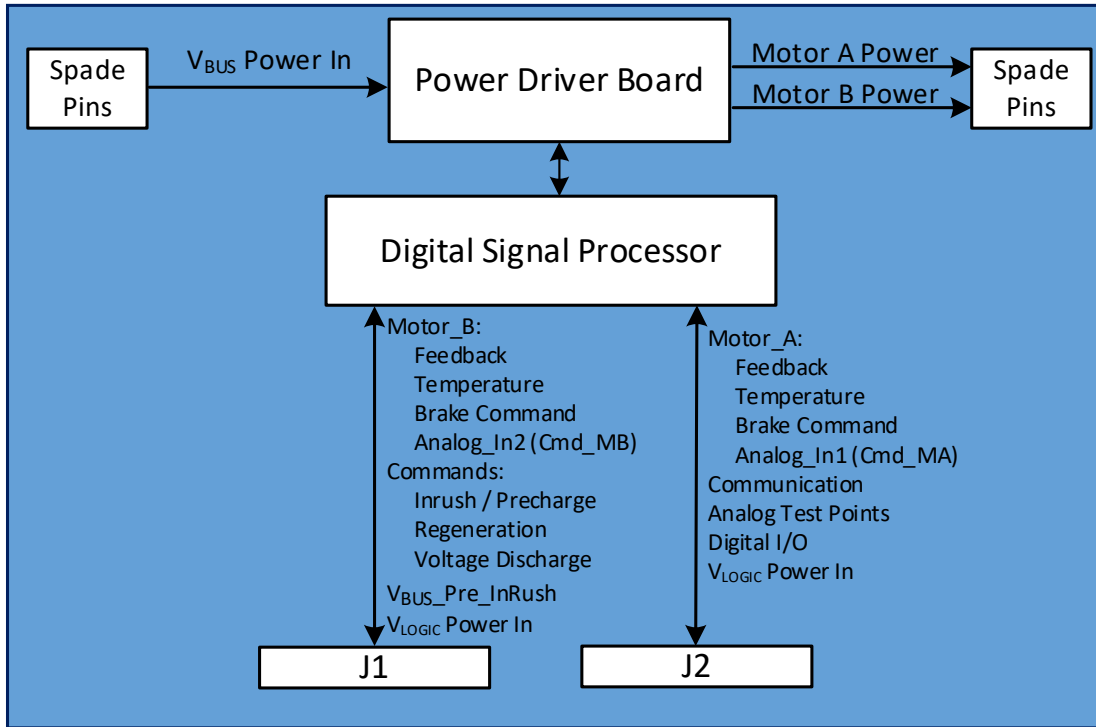 Spade
Pins
VBUS Power In
Power Driver Board
Motor A Power
Motor B Power
Spade
Pins
Digital Signal Processor
Motor_B:
Feedback
Temperature
Brake Command
Analog_In2 (Cmd_MB)
Commands:
Inrush / Precharge
Regeneration
Voltage Discharge
VBUS_Pre_InRush
VLOGIC Power In
J1
Motor_A:
Feedback
Temperature
Brake Command
Analog_In1 (Cmd_MA)
Communication
Analog Test Points
Digital I/O
VLOGIC Power In
J2